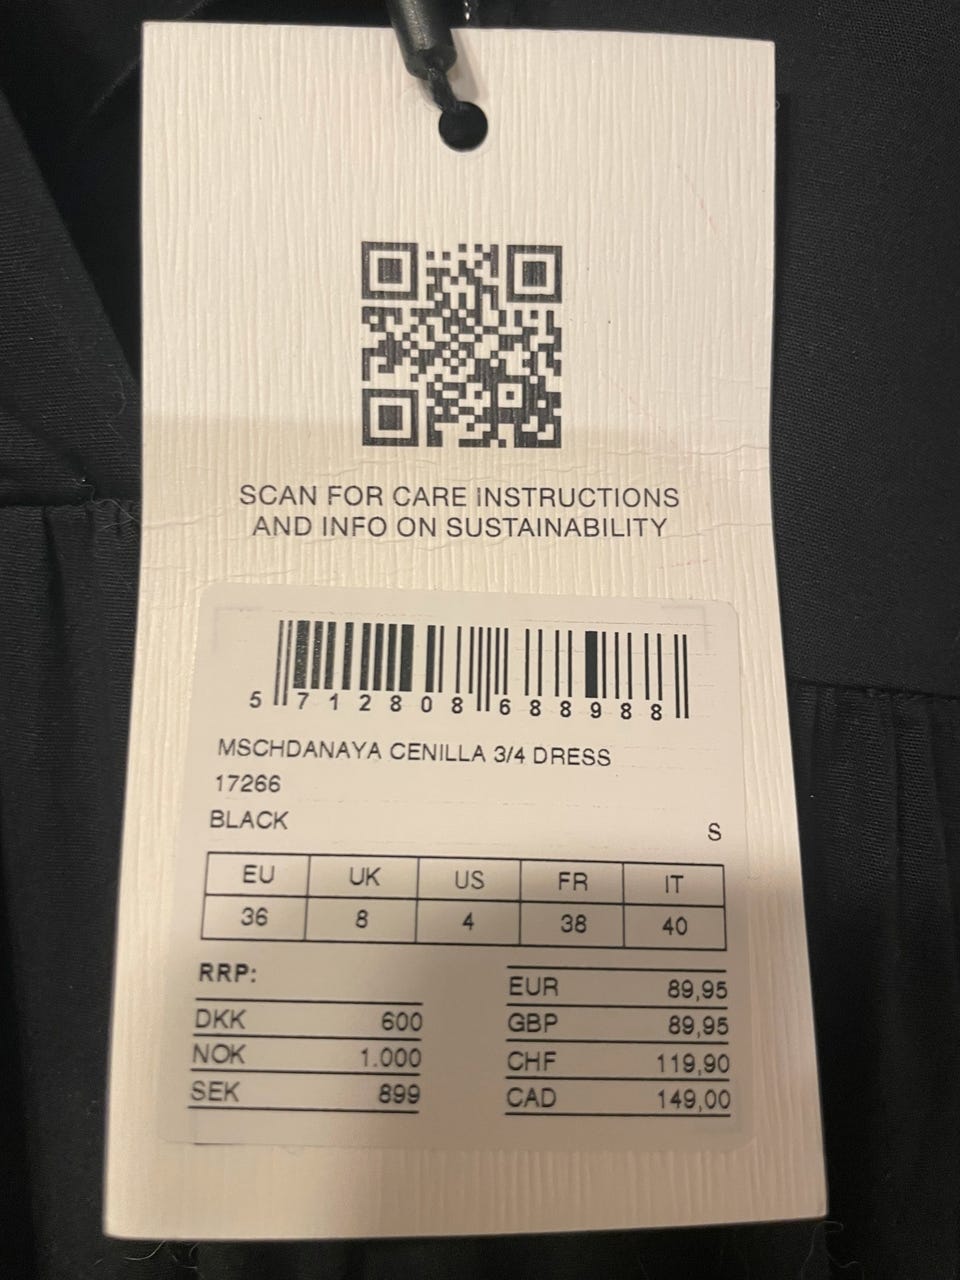 SCAN FOR CARE INSTRUCTIONS
AND INFO ON SUSTAINABILITY
5 712808 688988
MSCHDANAYA CENILLA 3/4 DRESS
17266
BLACK
S
EU UK US FR IT
36 8 4 38 40
RRP:
DKK 600
NOK 1.000
SEK 899
EUR 89,95
GBP 89,95
CHF 119,90
CAD 149,00